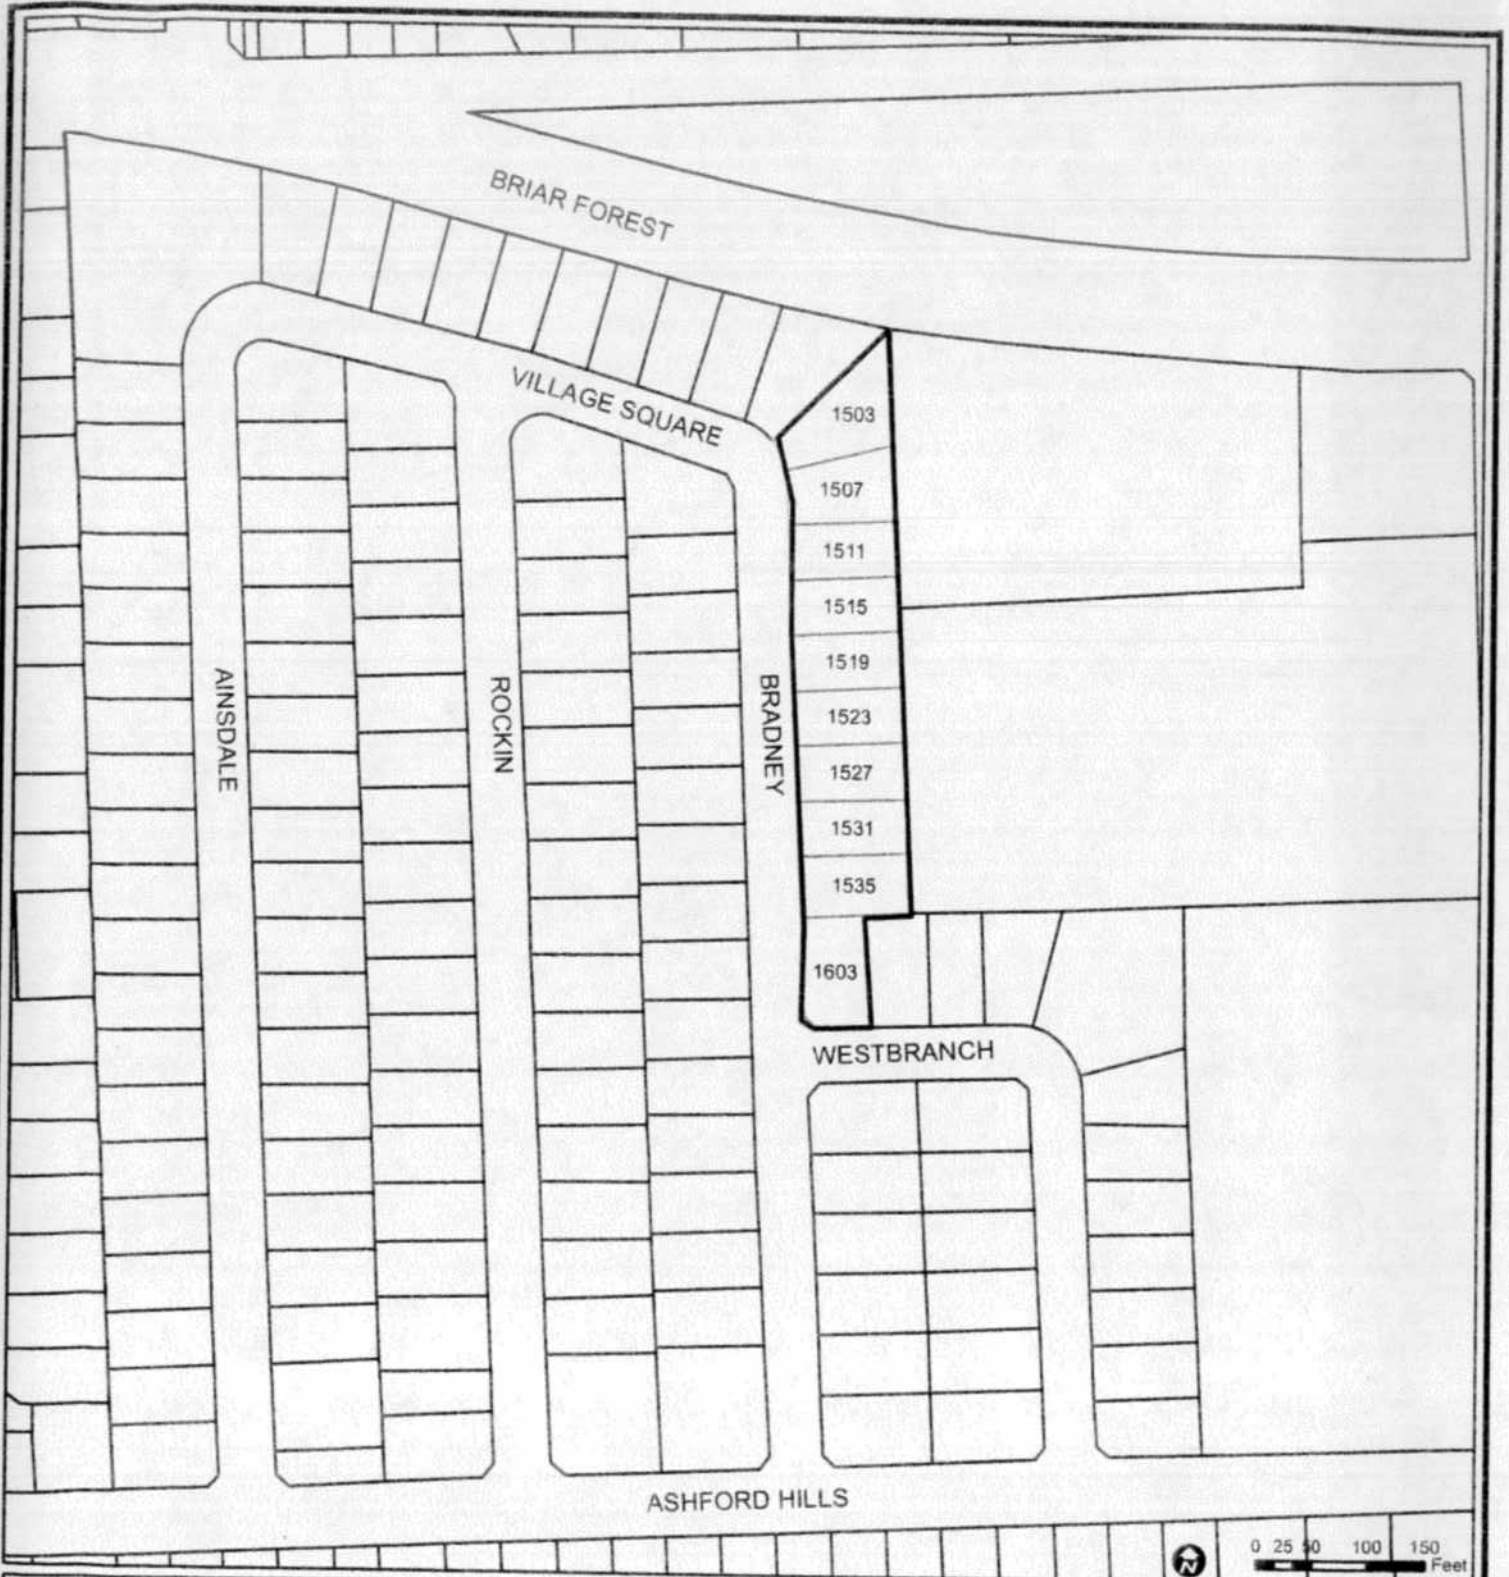 BRIAR FOREST
VILLAGE SQUARE
1503
1507
1511
1515
1519
1523
1527
1531
1535
1603
AINSDALE
ROCKIN
BRADNEY
WESTBRANCH
ASHFORD HILLS
N
0 25 50 100 150
Feet